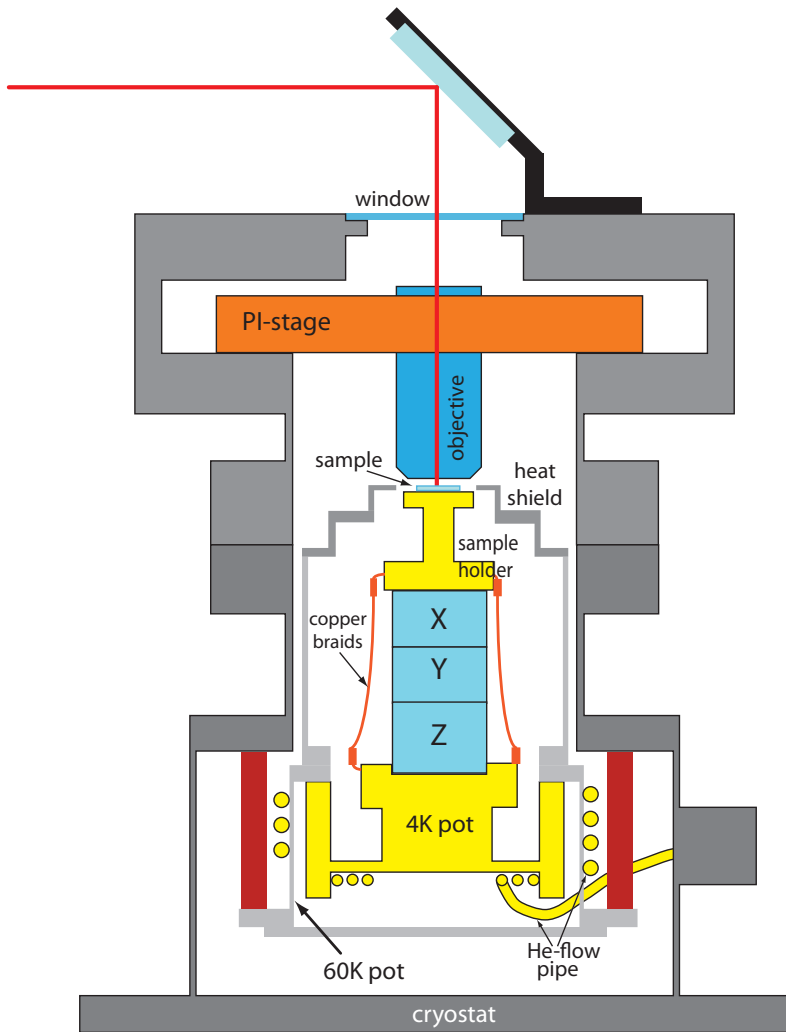 window
PI-stage
objective
sample
heat
shield
sample
holder
copper
braids
X
Y
Z
4K pot
He-flow
pipe
60K pot
cryostat